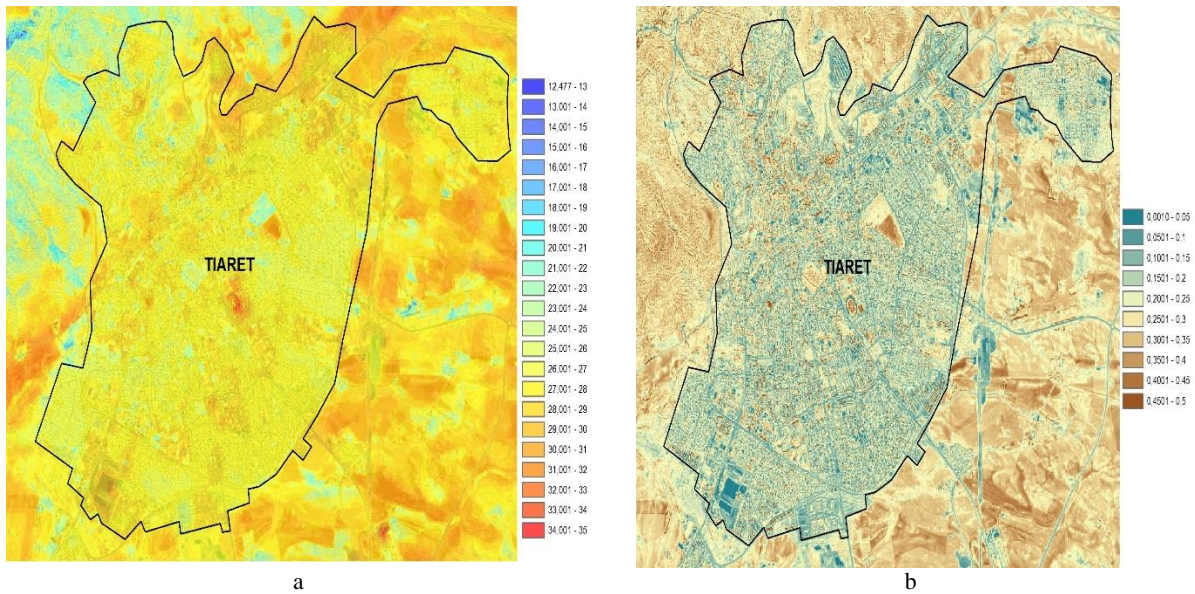 TIARET
12,477 - 13
13,001 - 14
14,001 - 15
15,001 - 16
16,001 - 17
17,001 - 18
18,001 - 19
19,001 - 20
20,001 - 21
21,001 - 22
22,001 - 23
23,001 - 24
24,001 - 25
25,001 - 26
26,001 - 27
27,001 - 28
28,001 - 29
29,001 - 30
30,001 - 31
31,001 - 32
32,001 - 33
33,001 - 34
34,001 - 35
a
TIARET
0,0010 - 0.05
0,0501 - 0.1
0,1001 - 0.15
0,1501 - 0.2
0,2001 - 0.25
0,2501 - 0.3
0,3001 - 0.35
0,3501 - 0.4
0,4001 - 0.45
0,4501 - 0.5
b